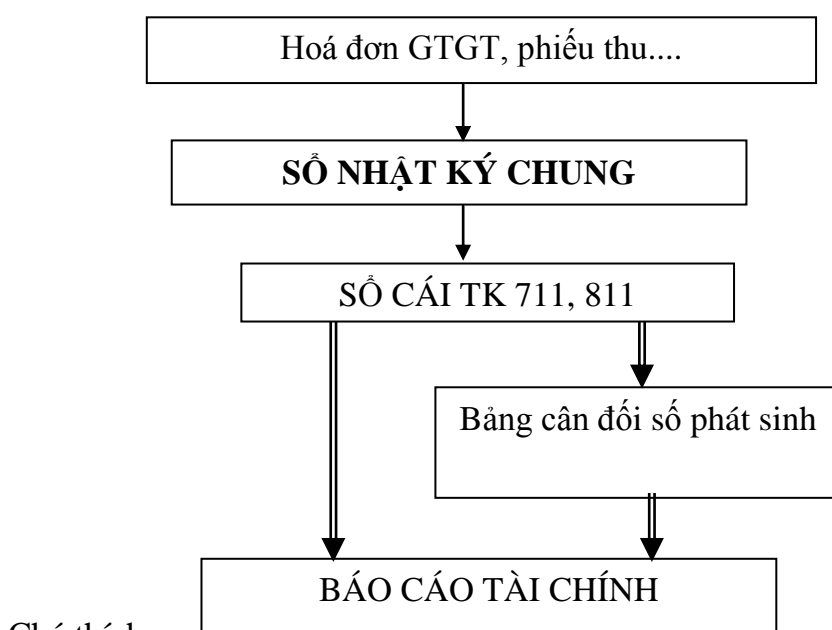 Hoá đơn GTGT, phiếu thu....
SỔ NHẬT KÝ CHUNG
SỔ CÁI TK 711, 811
Bảng cân đối số phát sinh
BÁO CÁO TÀI CHÍNH